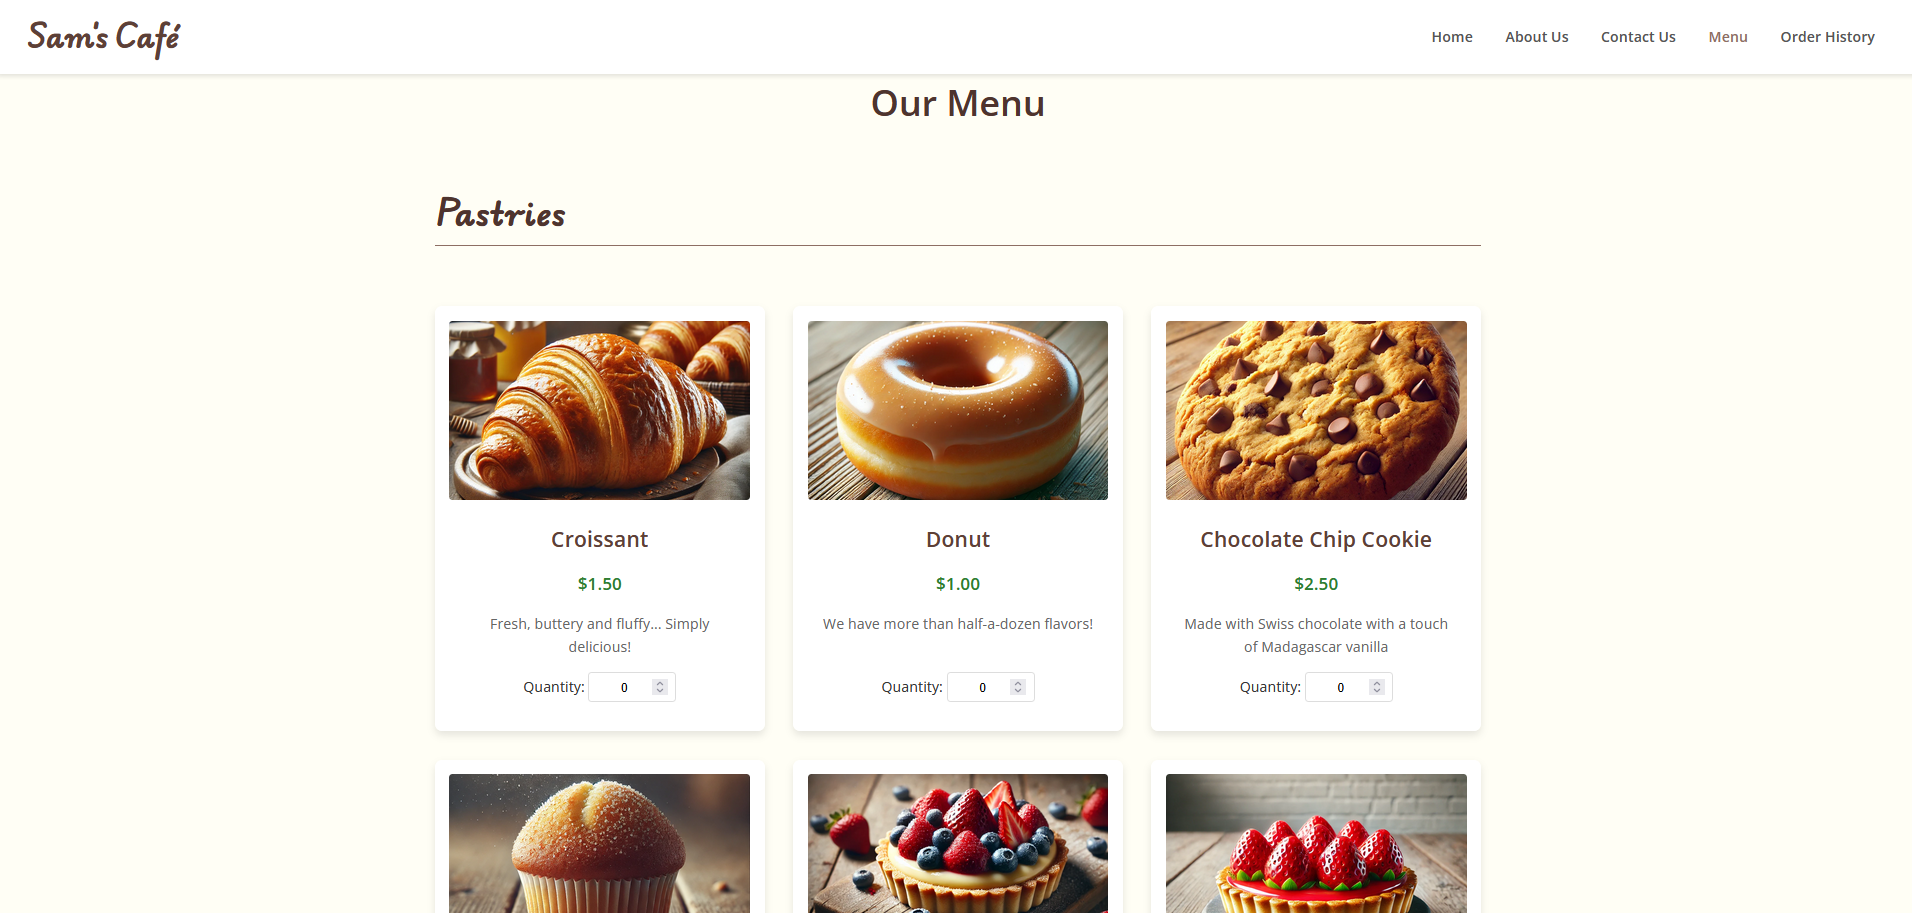 Sam's Café
Home About Us Contact Us Menu Order History
Our Menu
Pastries
Croissant
$1.50
Fresh, buttery and fluffy... Simply
delicious!
Quantity: 0
Donut
$1.00
We have more than half-a-dozen flavors!
Quantity: 0
Chocolate Chip Cookie
$2.50
Made with Swiss chocolate with a touch
of Madagascar vanilla
Quantity: 0